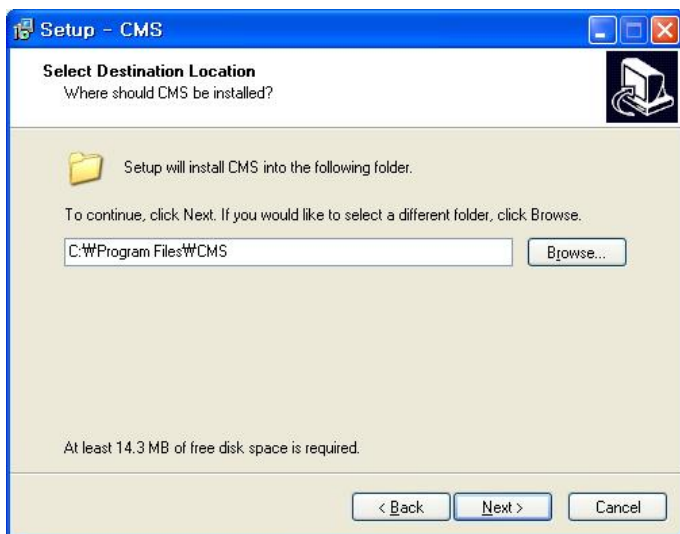 Setup - CMS
Select Destination Location
Where should CMS be installed?
Setup will install CMS into the following folder.
To continue, click Next. If you would like to select a different folder, click Browse.
C:₩Program Files₩CMS
Browse...
At least 14.3 MB of free disk space is required.
< Back
Next >
Cancel